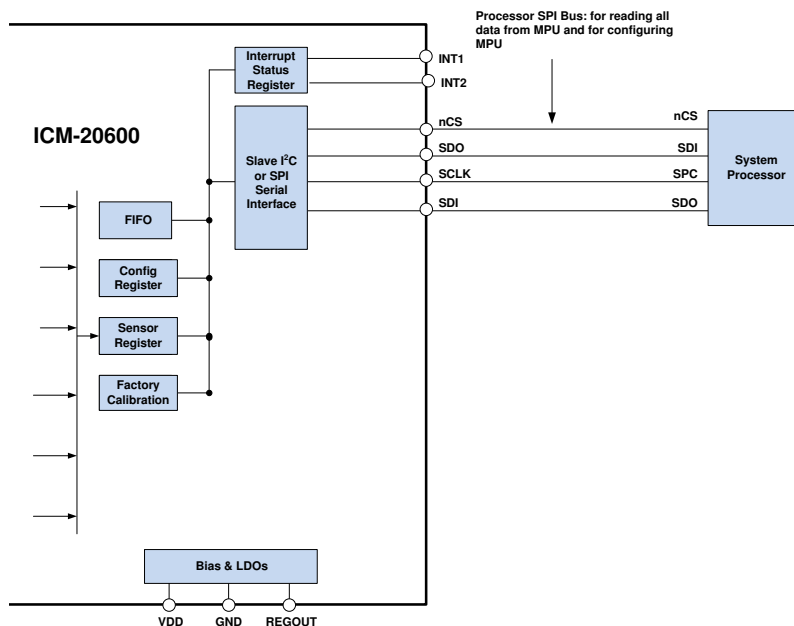 Processor SPI Bus: for reading all
data from MPU and for configuring
MPU
Interrupt
Status
Register
INT1
INT2
ICM-20600
nCS
nCS
Slave I²C
or SPI
Serial
Interface
SDO
SDI
System
Processor
SCLK
SPC
SDI
SDO
FIFO
Config
Register
Sensor
Register
Factory
Calibration
Bias & LDOs
VDD
GND
REGOUT